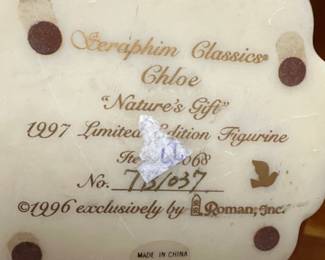 Seraphim Classics®
Chloe
"Nature's Gift"
1997 Limited Edition Figurine
No.
©1996 exclusively by Roman, Inc.
MADE IN CHINA